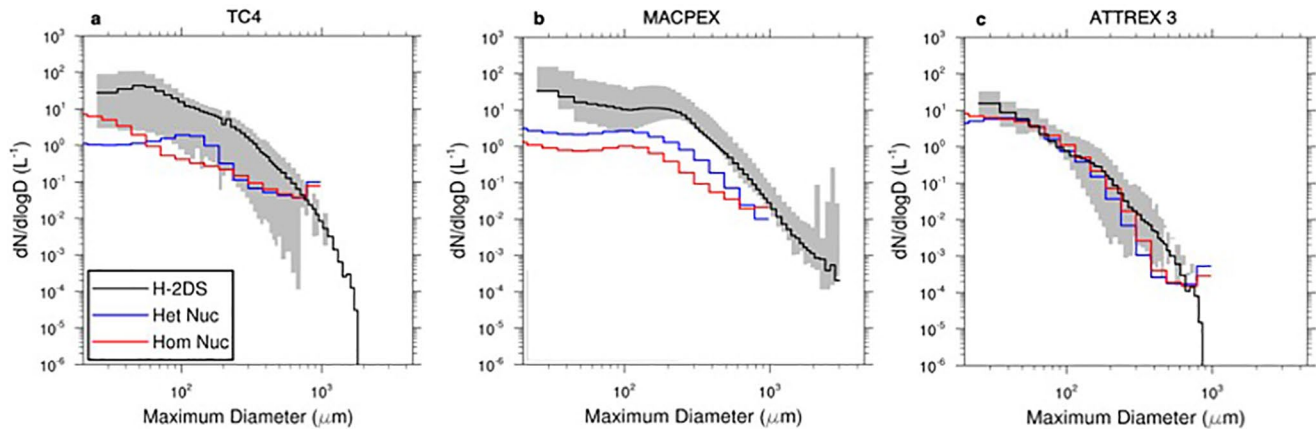 a TC4
b MACPEX
c ATTREX 3
dN/dlogD (L⁻¹)
10³
10²
10¹
10⁰
10⁻¹
10⁻²
10⁻³
10⁻⁴
10⁻⁵
10⁻⁶
H-2DS
Het Nuc
Hom Nuc
10² 10³
Maximum Diameter (μm)
dN/dlogD (L⁻¹)
10³
10²
10¹
10⁰
10⁻¹
10⁻²
10⁻³
10⁻⁴
10⁻⁵
10⁻⁶
10² 10³
Maximum Diameter (μm)
dN/dlogD (L⁻¹)
10³
10²
10¹
10⁰
10⁻¹
10⁻²
10⁻³
10⁻⁴
10⁻⁵
10⁻⁶
10² 10³
Maximum Diameter (μm)